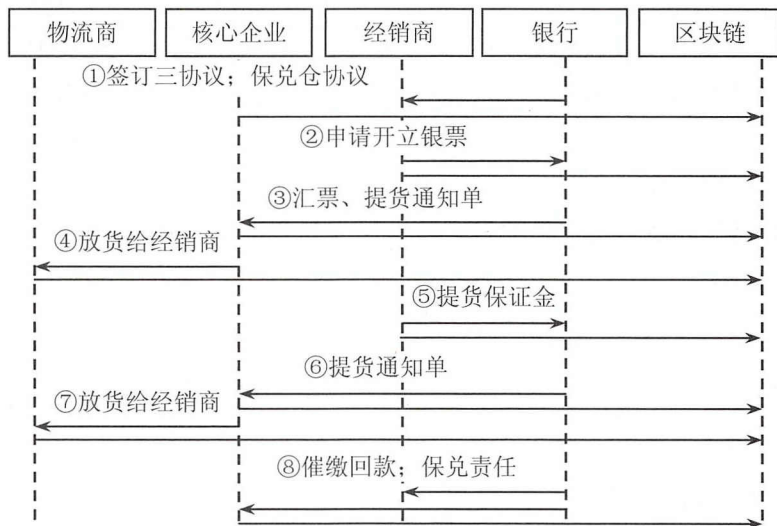 物流商 核心企业 经销商 银行 区块链
①签订三协议；保兑仓协议
②申请开立银票
③汇票、提货通知单
④放货给经销商
⑤提货保证金
⑥提货通知单
⑦放货给经销商
⑧催缴回款；保兑责任